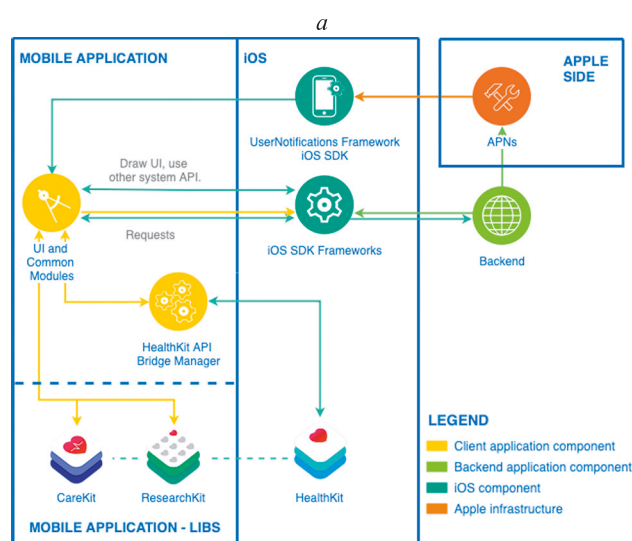 a
MOBILE APPLICATION
iOS
APPLE
SIDE
UserNotifications Framework
iOS SDK
APNs
Draw UI, use
other system API.
Requests
UI and
Common
Modules
iOS SDK Frameworks
Backend
HealthKit API
Bridge Manager
CareKit
ResearchKit
HealthKit
MOBILE APPLICATION - LIBS
LEGEND
Client application component
Backend application component
iOS component
Apple infrastructure